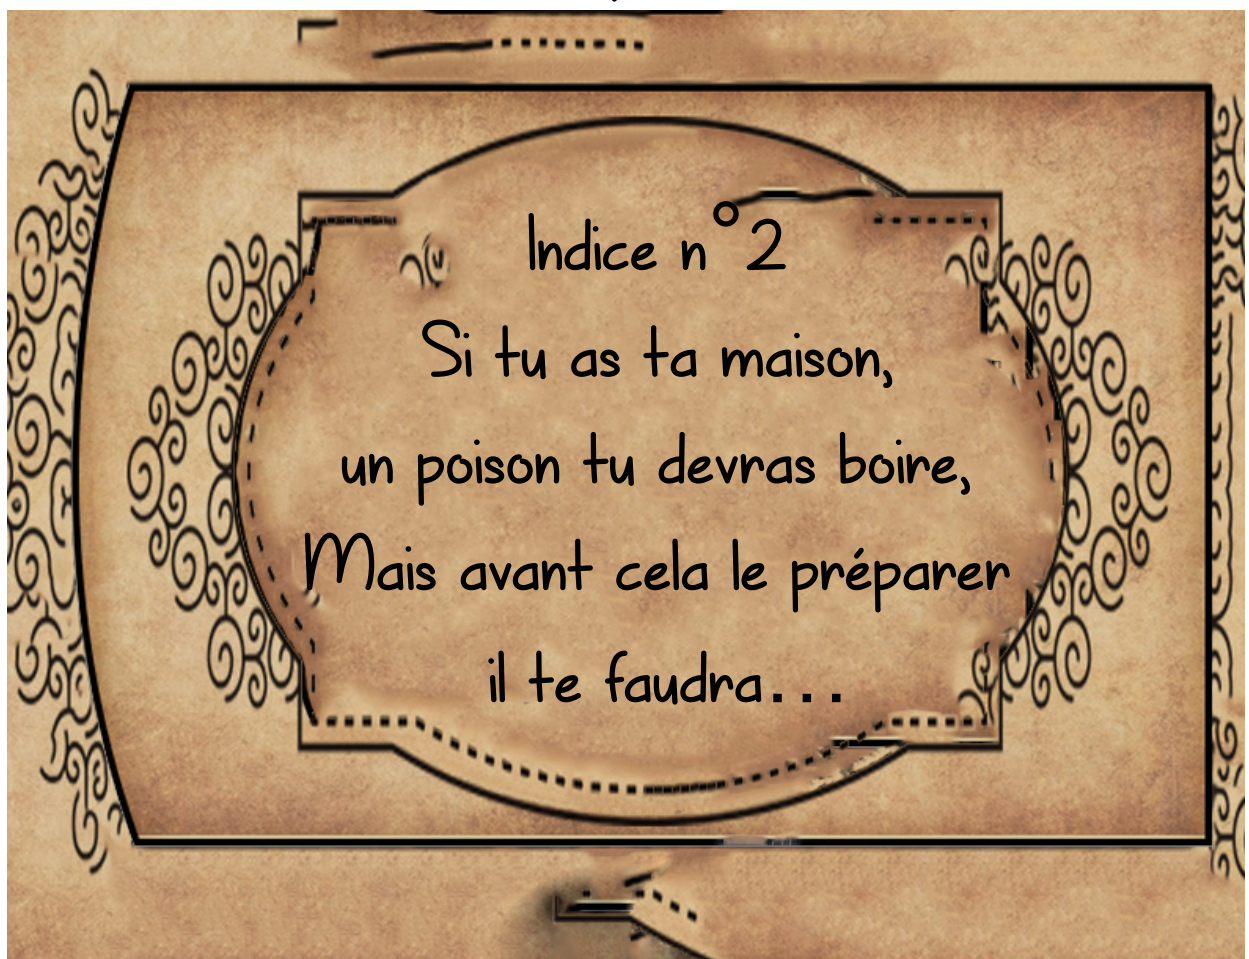 Indice n°2
Si tu as ta maison,
un poison tu devras boire,
Mais avant cela le préparer
il te faudra...